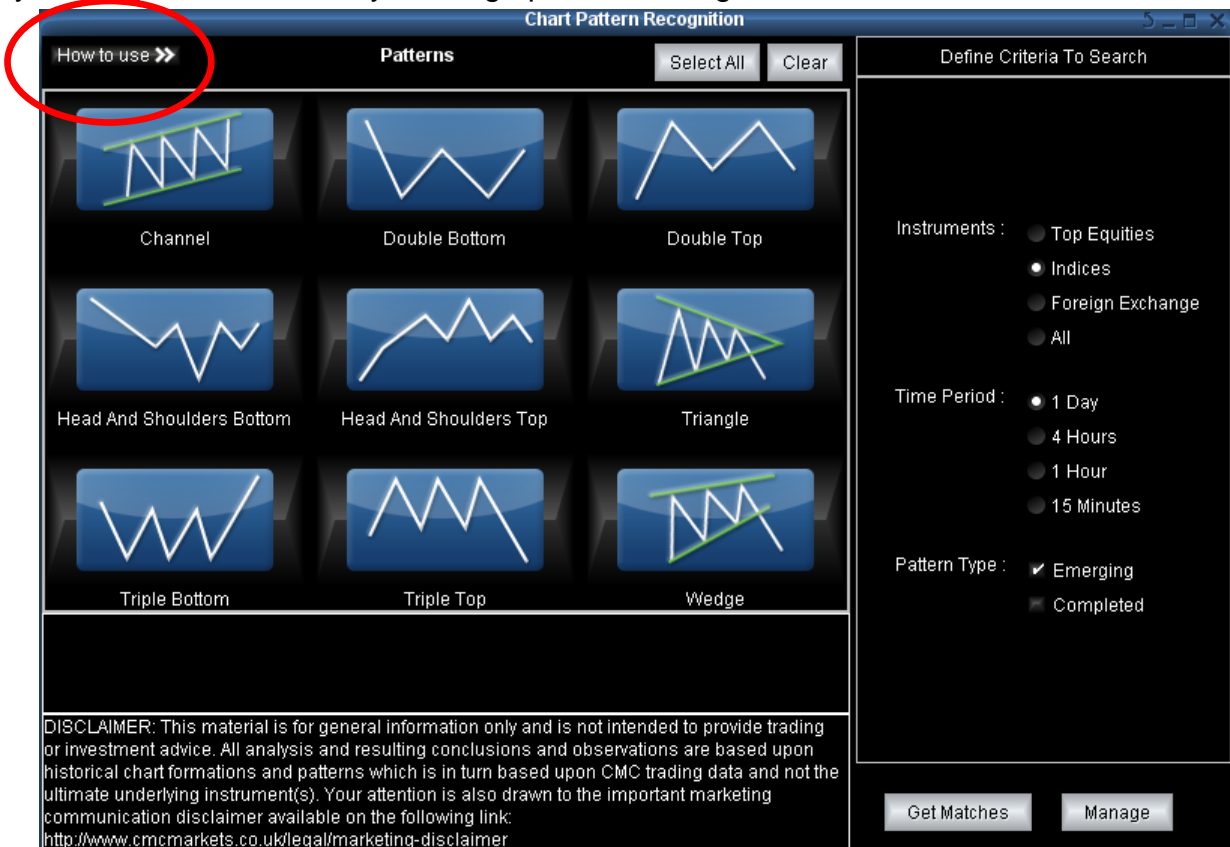 Chart Pattern Recognition
How to use >>
Patterns
Select All
Clear
Define Criteria To Search
Channel
Double Bottom
Double Top
Head And Shoulders Bottom
Head And Shoulders Top
Triangle
Triple Bottom
Triple Top
Wedge
Instruments :
Top Equities
Indices
Foreign Exchange
All
Time Period :
1 Day
4 Hours
1 Hour
15 Minutes
Pattern Type :
Emerging
Completed
DISCLAIMER: This material is for general information only and is not intended to provide trading
or investment advice. All analysis and resulting conclusions and observations are based upon
historical chart formations and patterns which is in turn based upon CMC trading data and not the
ultimate underlying instrument(s). Your attention is also drawn to the important marketing
communication disclaimer available on the following link:
http://www.cmcmarkets.co.uk/legal/marketing-disclaimer
Get Matches
Manage